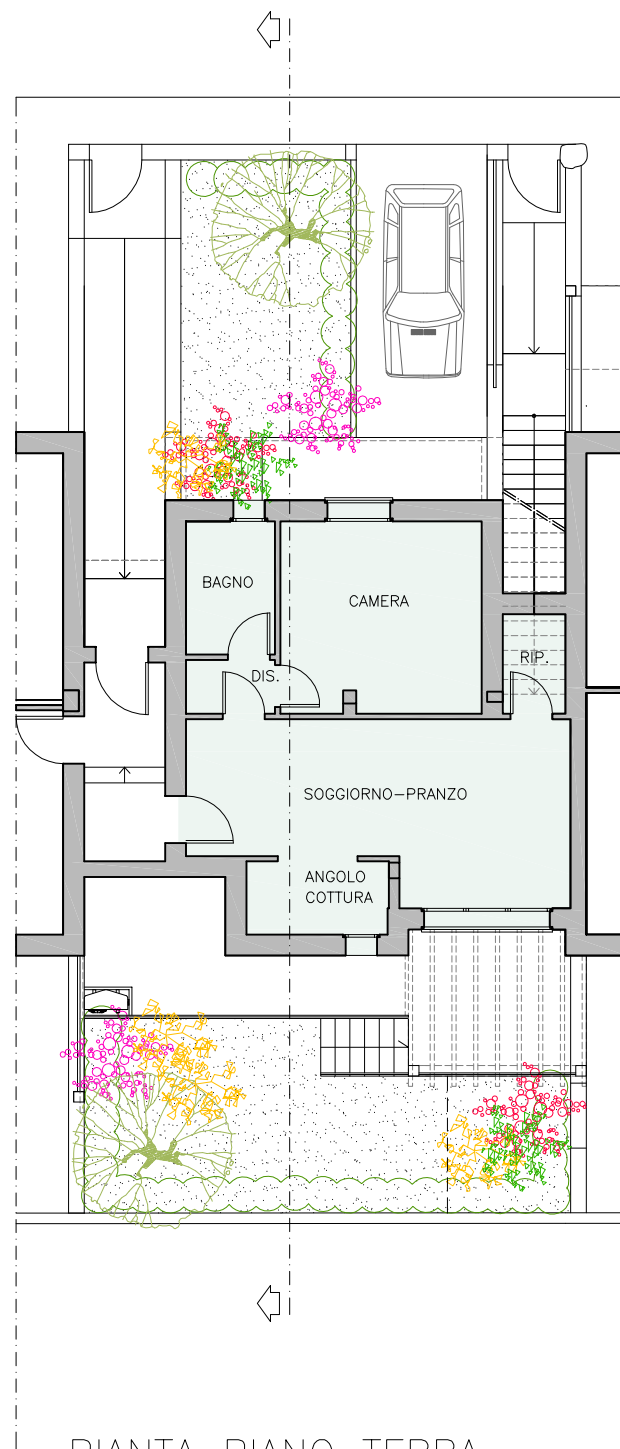 BAGNO
CAMERA
RIP.
DIS.
SOGGIORNO-PRANZO
ANGOLO
COTTURA
PIANTA PIANO TERRA